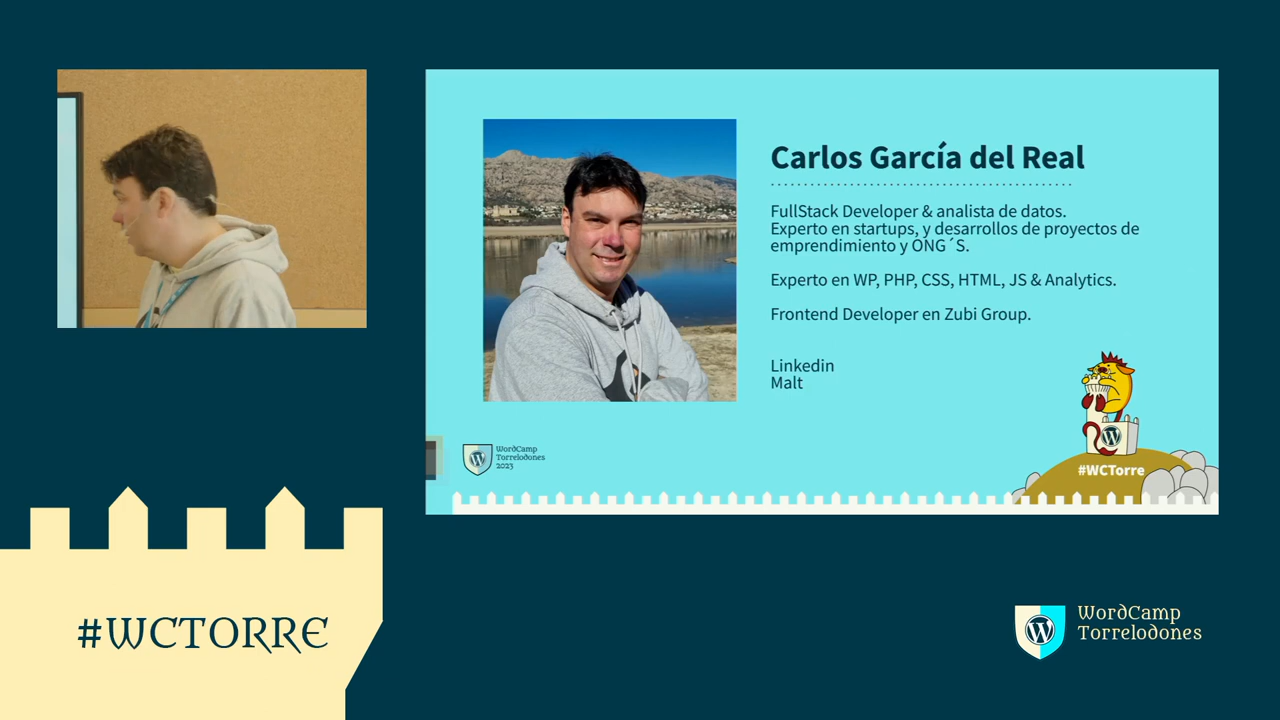 Carlos García del Real
FullStack Developer & analista de datos.
Experto en startups, y desarrollos de proyectos de
emprendimiento y ONG´S.
Experto en WP, PHP, CSS, HTML, JS & Analytics.
Frontend Developer en Zubi Group.
Linkedin
Malt
WordCamp
Torrelodones
2023
#WCTorre
#WCTORRE
WordCamp
Torrelodones